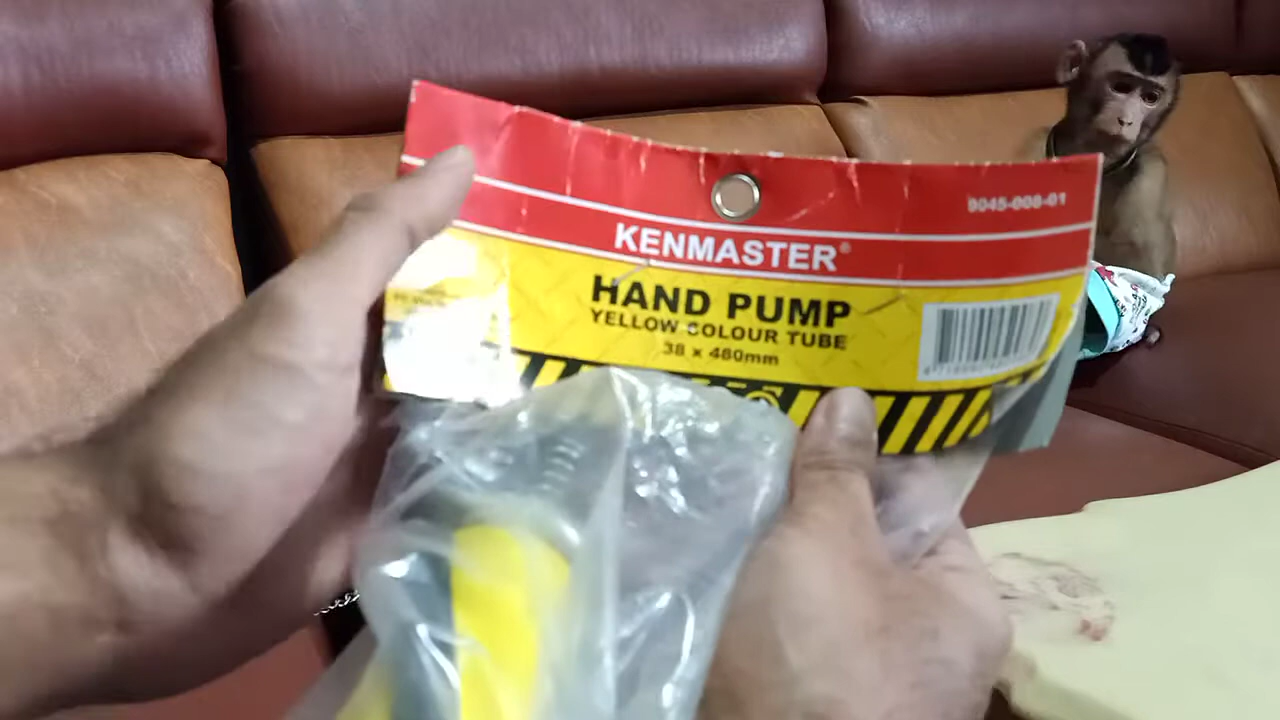 9045-008-01
KENMASTER®
HAND PUMP
YELLOW COLOUR TUBE
38 x 480mm